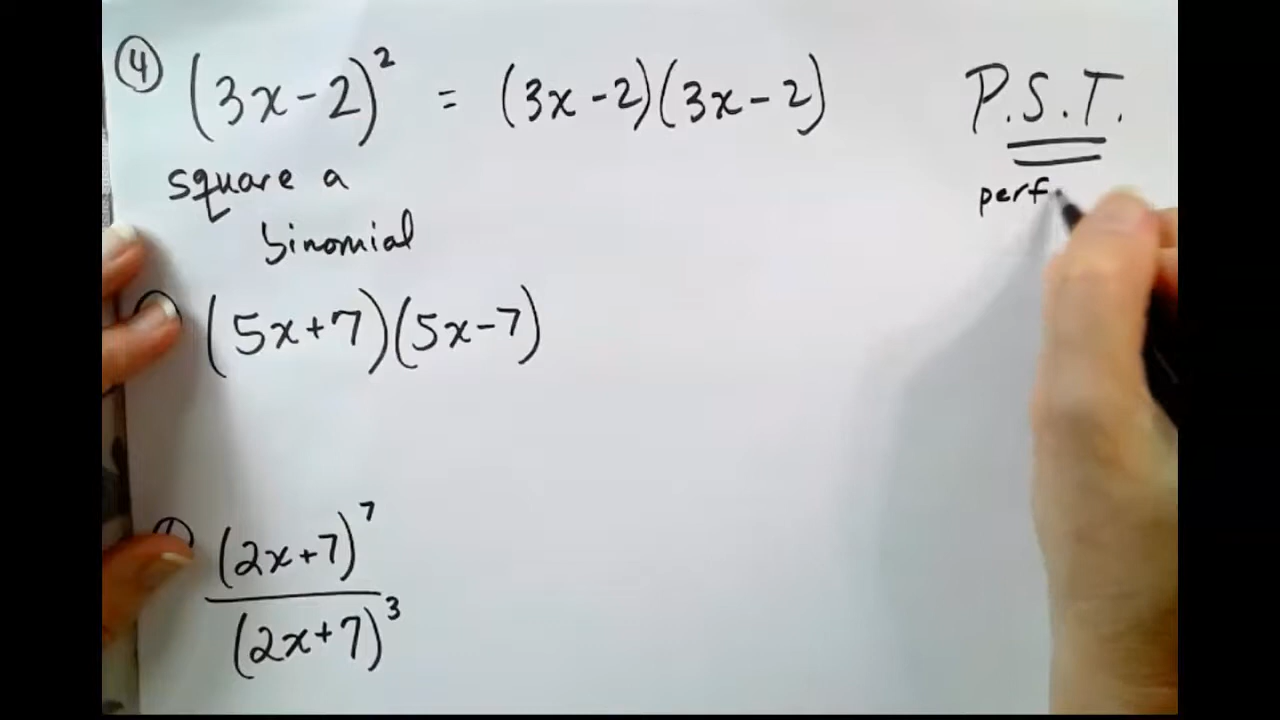 ④ (3x-2)² = (3x-2)(3x-2)
P.S.T.
perf
square a
binomial
(5x+7)(5x-7)
(2x+7)⁷
(2x+7)³